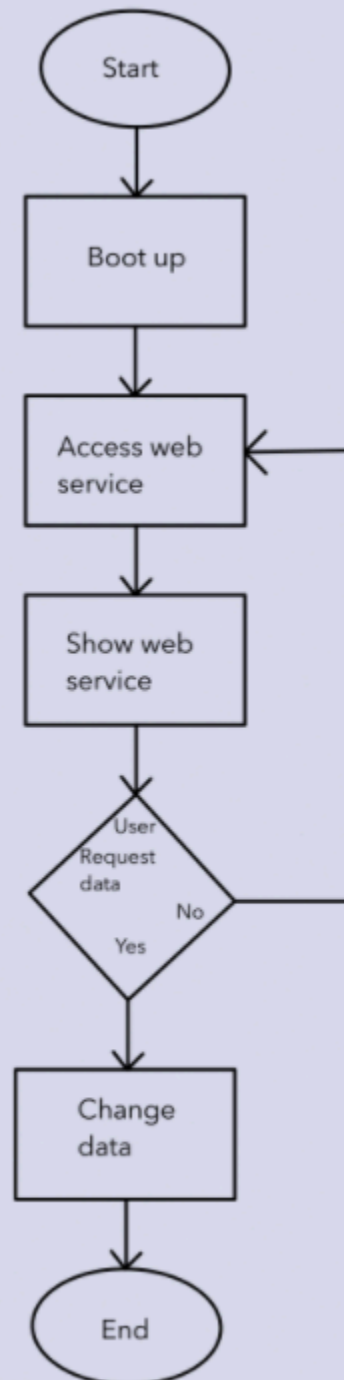 Start
Boot up
Access web
service
Show web
service
User
Request
data
No
Yes
Change
data
End